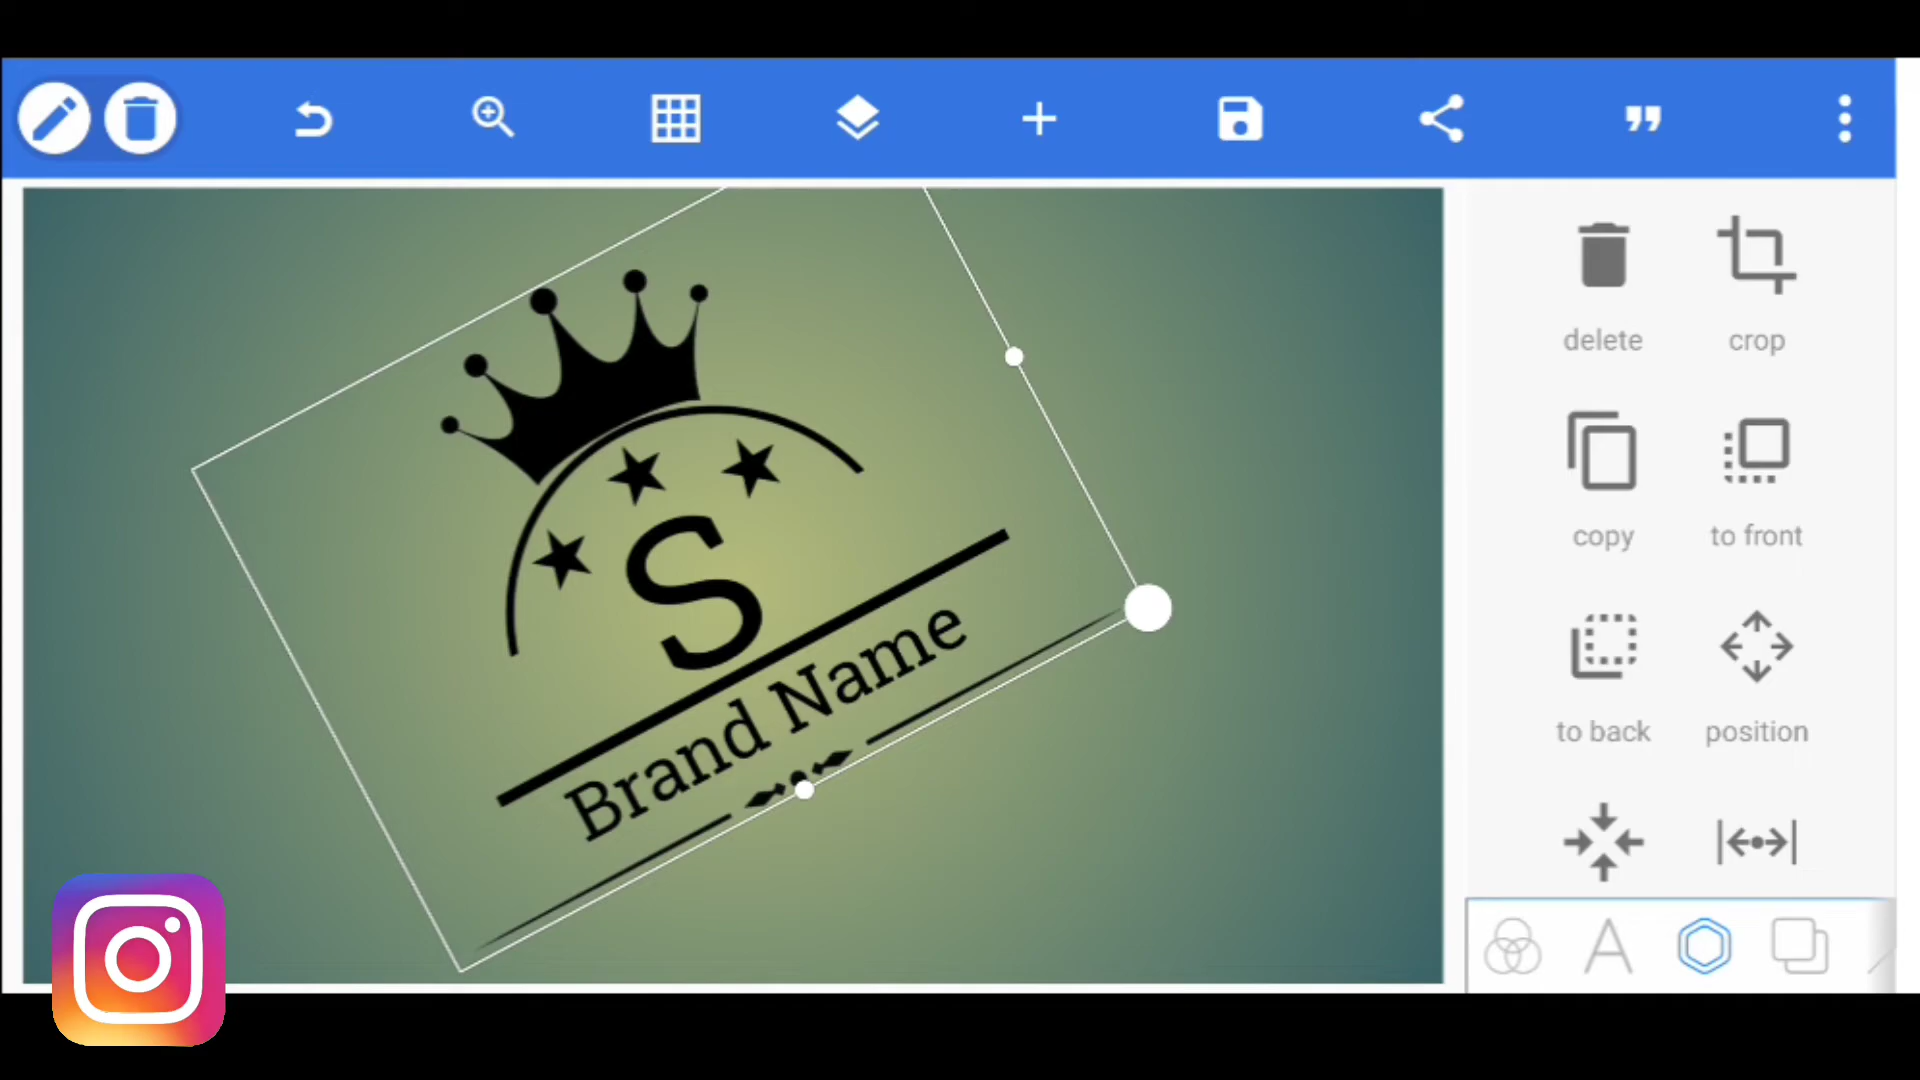 delete
crop
S
copy
to front
Brand Name
to back
position
A